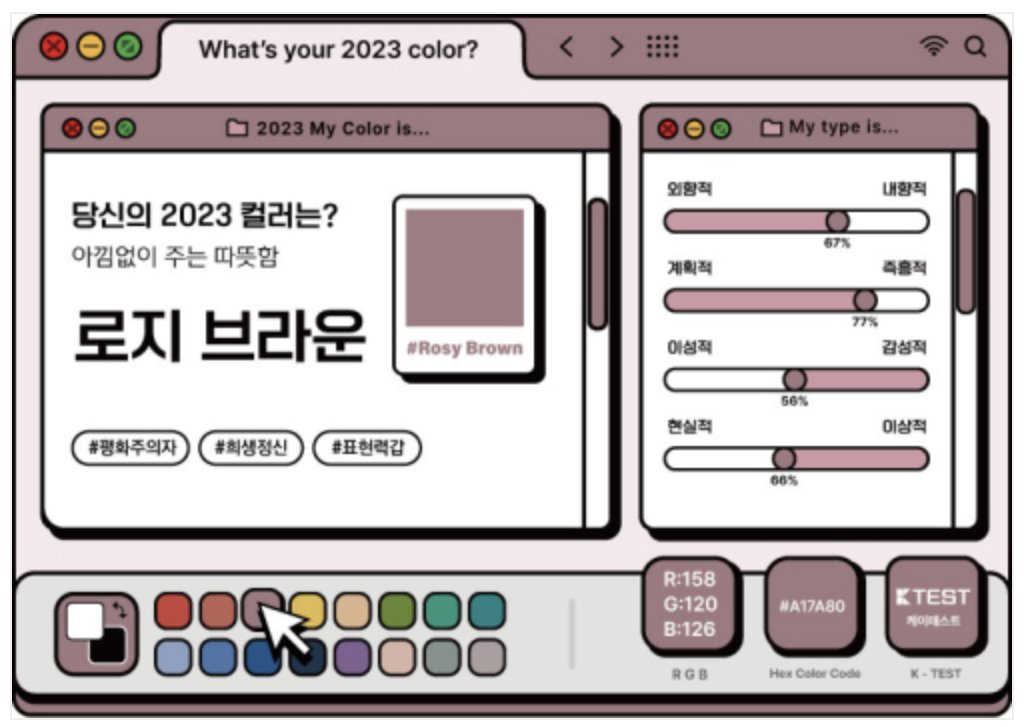 What's your 2023 color?
2023 My Color is...
당신의 2023 컬러는?
아낌없이 주는 따뜻함
로지 브라운
#Rosy Brown
#평화주의자 #희생정신 #표현력갑
My type is...
외향적 내향적
67%
계획적 즉흥적
77%
이성적 감성적
56%
현실적 이상적
66%
R:158
G:120
B:126
R G B
#A17A80
Hex Color Code
KTEST
케이테스트
K - TEST